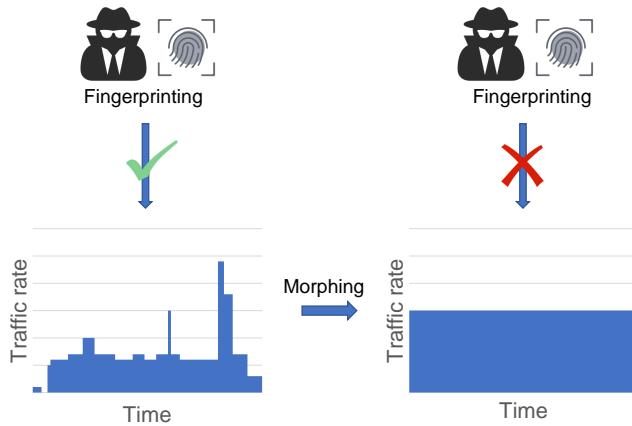 Fingerprinting
Fingerprinting
Traffic rate
Time
Morphing
Traffic rate
Time